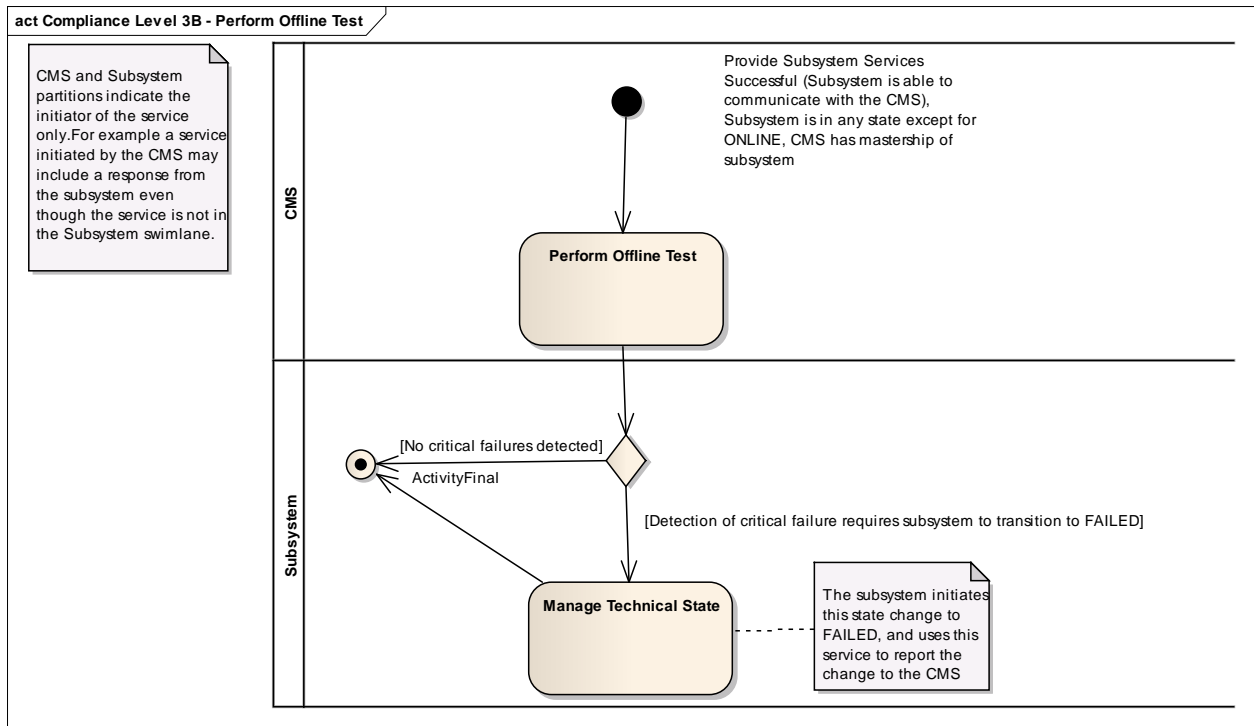 act Compliance Level 3B - Perform Offline Test
CMS and Subsystem
partitions indicate the
initiator of the service
only.For example a service
initiated by the CMS may
include a response from
the subsystem even
though the service is not in
the Subsystem swimlane.
CMS
Provide Subsystem Services
Successful (Subsystem is able to
communicate with the CMS),
Subsystem is in any state except for
ONLINE, CMS has mastership of
subsystem
Perform Offline Test
Subsystem
[No critical failures detected]
ActivityFinal
[Detection of critical failure requires subsystem to transition to FAILED]
Manage Technical State
The subsystem initiates
this state change to
FAILED, and uses this
service to report the
change to the CMS